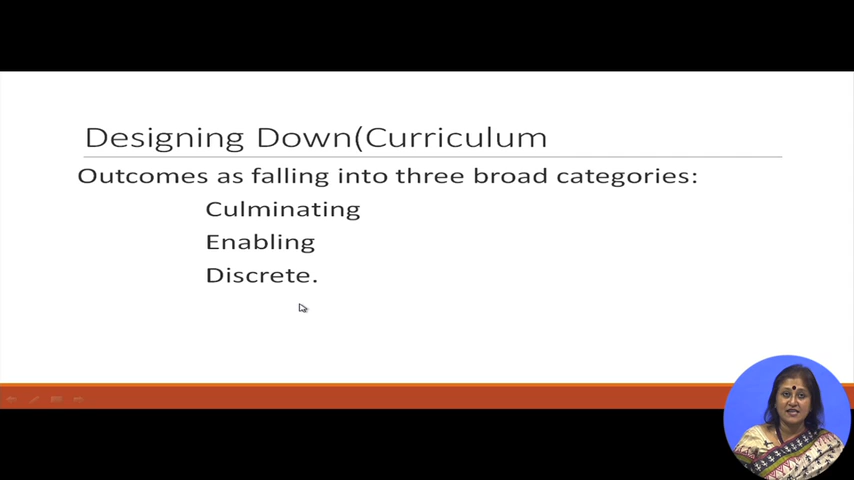 Designing Down(Curriculum
Outcomes as falling into three broad categories:
Culminating
Enabling
Discrete.